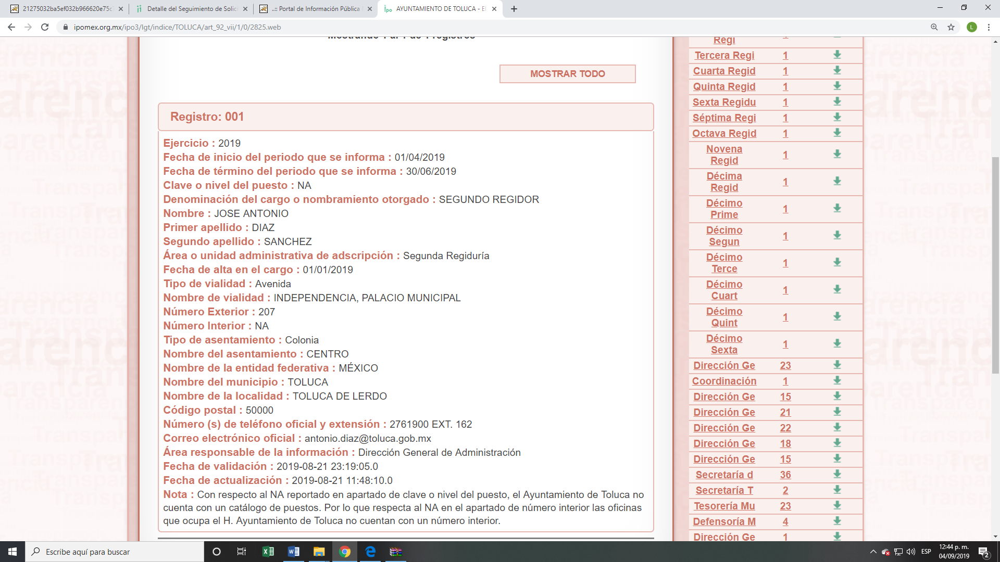 21275032ba5ef032b966620e75c
Detalle del Seguimiento de Solici
..:: Portal de Información Pública
AYUNTAMIENTO DE TOLUCA - E
ipomex.org.mx/ipo3/lgt/indice/TOLUCA/art_92_vii/1/0/2825.web
L
Mostrando 1 al 1 de 1 registros
MOSTRAR TODO
Registro: 001
Ejercicio : 2019
Fecha de inicio del periodo que se informa : 01/04/2019
Fecha de término del periodo que se informa : 30/06/2019
Clave o nivel del puesto : NA
Denominación del cargo o nombramiento otorgado : SEGUNDO REGIDOR
Nombre : JOSE ANTONIO
Primer apellido : DIAZ
Segundo apellido : SANCHEZ
Área o unidad administrativa de adscripción : Segunda Regiduría
Fecha de alta en el cargo : 01/01/2019
Tipo de vialidad : Avenida
Nombre de vialidad : INDEPENDENCIA, PALACIO MUNICIPAL
Número Exterior : 207
Número Interior : NA
Tipo de asentamiento : Colonia
Nombre del asentamiento : CENTRO
Nombre de la entidad federativa : MÉXICO
Nombre del municipio : TOLUCA
Nombre de la localidad : TOLUCA DE LERDO
Código postal : 50000
Número (s) de teléfono oficial y extensión : 2761900 EXT. 162
Correo electrónico oficial : antonio.diaz@toluca.gob.mx
Área responsable de la información : Dirección General de Administración
Fecha de validación : 2019-08-21 23:19:05.0
Fecha de actualización : 2019-08-21 11:48:10.0
Nota : Con respecto al NA reportado en apartado de clave o nivel del puesto, el Ayuntamiento de Toluca no
cuenta con un catálogo de puestos. Por lo que respecta al NA en el apartado de número interior las oficinas
que ocupa el H. Ayuntamiento de Toluca no cuentan con un número interior.
Regi
Tercera Regi 1
Cuarta Regid 1
Quinta Regid 1
Sexta Regidu 1
Séptima Regi 1
Octava Regid 1
Novena
Regid 1
Décima
Regid 1
Décimo
Prime 1
Décimo
Segun 1
Décimo
Terce 1
Décimo
Cuart 1
Décimo
Quint 1
Décimo
Sexta 1
Dirección Ge 23
Coordinación 1
Dirección Ge 15
Dirección Ge 21
Dirección Ge 22
Dirección Ge 18
Dirección Ge 15
Secretaría d 36
Secretaría T 2
Tesorería Mu 23
Defensoría M 4
Dirección Ge 1
Escribe aquí para buscar
ESP
12:44 p. m.
04/09/2019
2